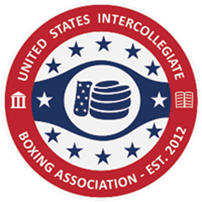 UNITED STATES INTERCOLLEGIATE
BOXING ASSOCIATION - EST. 2012